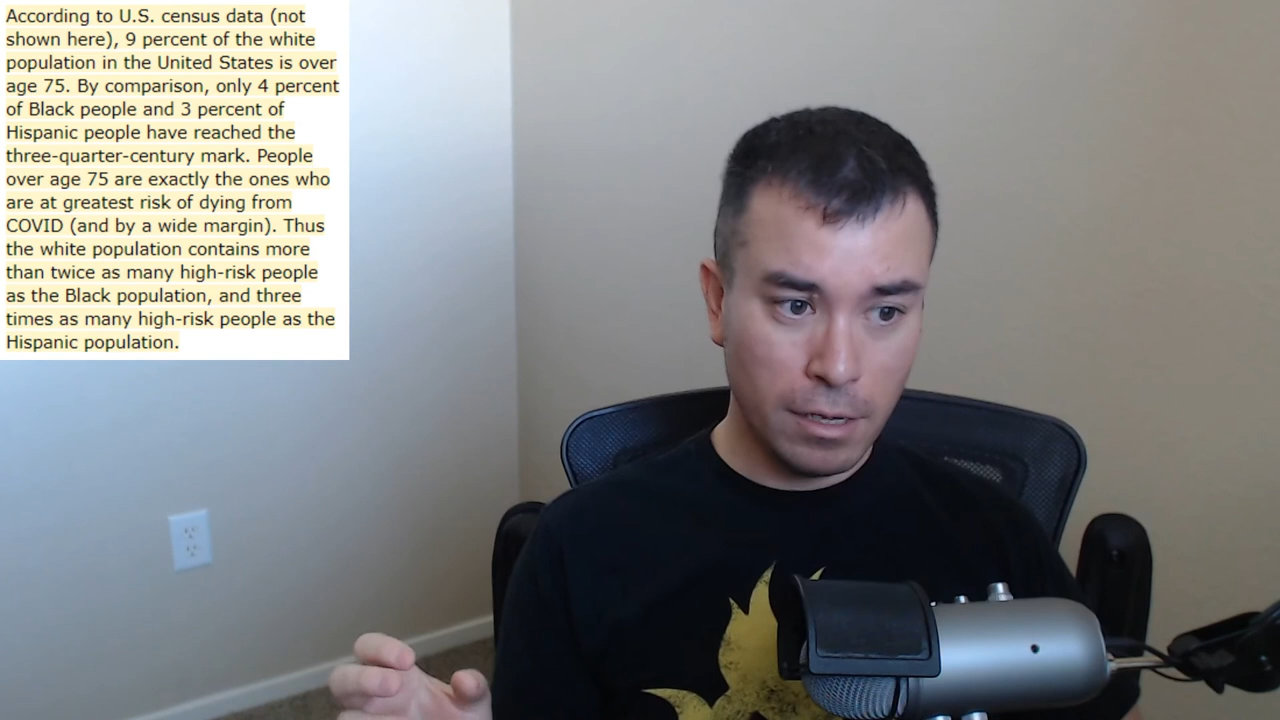 According to U.S. census data (not
shown here), 9 percent of the white
population in the United States is over
age 75. By comparison, only 4 percent
of Black people and 3 percent of
Hispanic people have reached the
three-quarter-century mark. People
over age 75 are exactly the ones who
are at greatest risk of dying from
COVID (and by a wide margin). Thus
the white population contains more
than twice as many high-risk people
as the Black population, and three
times as many high-risk people as the
Hispanic population.